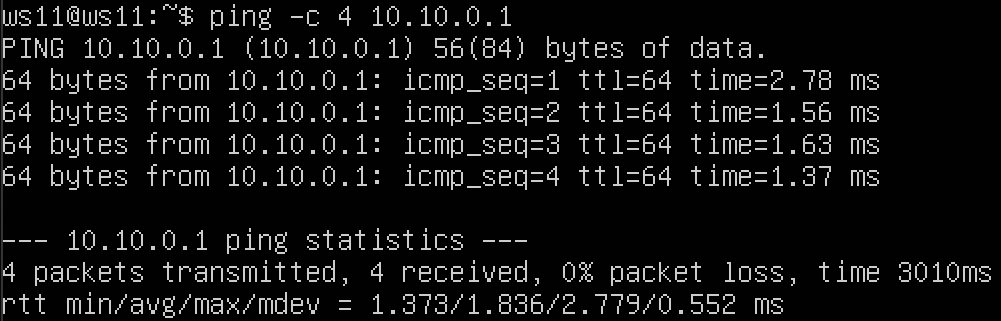 ws11@ws11:~$ ping -c 4 10.10.0.1
PING 10.10.0.1 (10.10.0.1) 56(84) bytes of data.
64 bytes from 10.10.0.1: icmp_seq=1 ttl=64 time=2.78 ms
64 bytes from 10.10.0.1: icmp_seq=2 ttl=64 time=1.56 ms
64 bytes from 10.10.0.1: icmp_seq=3 ttl=64 time=1.63 ms
64 bytes from 10.10.0.1: icmp_seq=4 ttl=64 time=1.37 ms
--- 10.10.0.1 ping statistics ---
4 packets transmitted, 4 received, 0% packet loss, time 3010ms
rtt min/avg/max/mdev = 1.373/1.836/2.779/0.552 ms